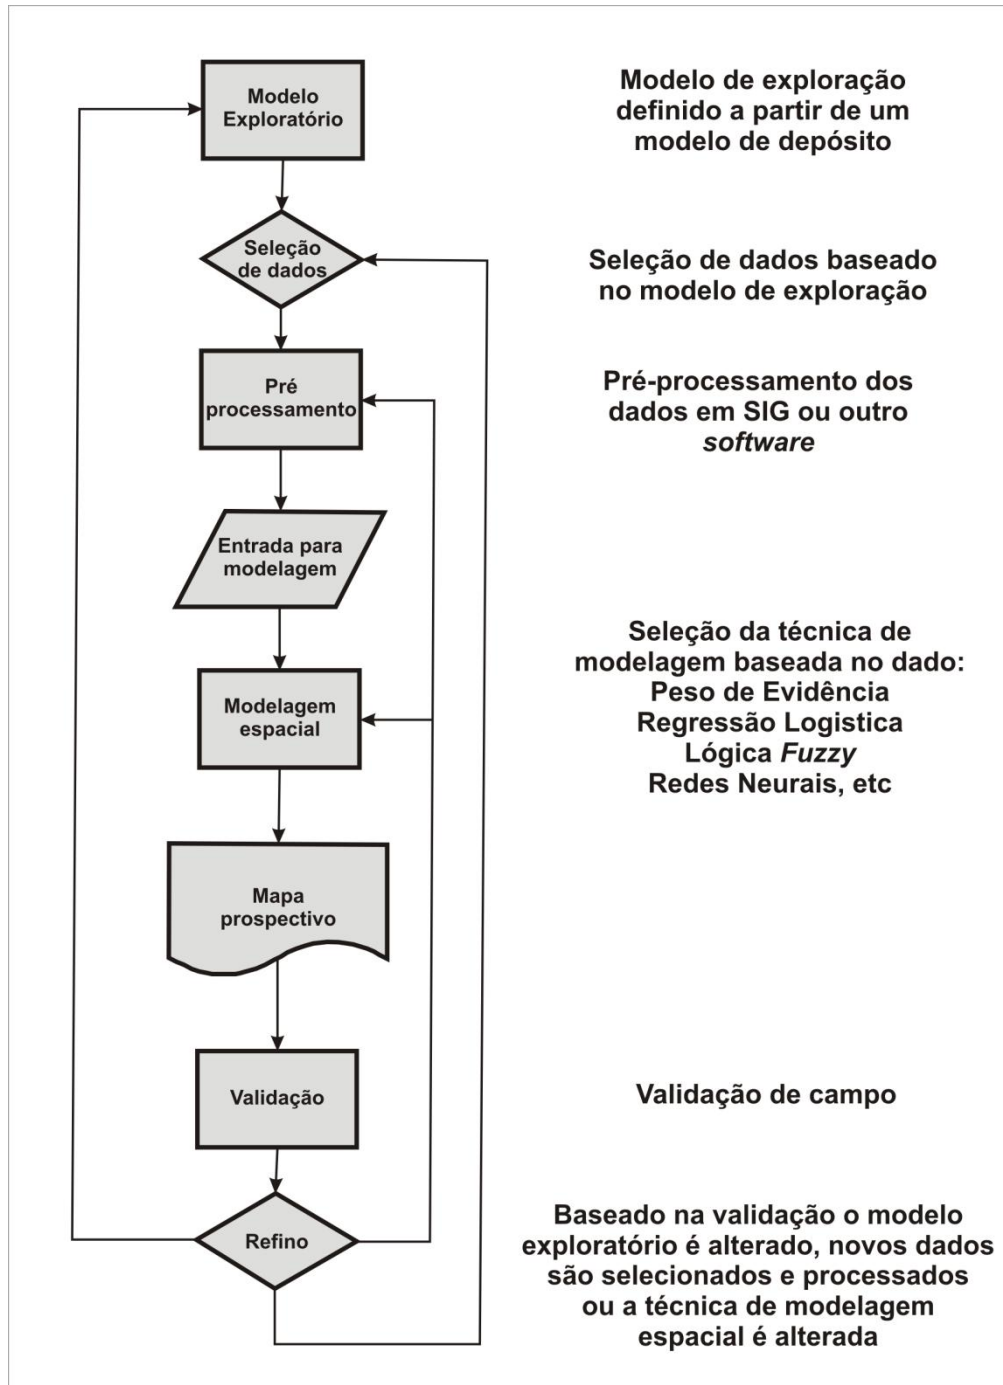 Modelo
Exploratório
Modelo de exploração
definido a partir de um
modelo de depósito
Seleção
de dados
Seleção de dados baseado
no modelo de exploração
Pré
processamento
Pré-processamento dos
dados em SIG ou outro
software
Entrada para
modelagem
Modelagem
espacial
Seleção da técnica de
modelagem baseada no dado:
Peso de Evidência
Regressão Logistica
Lógica Fuzzy
Redes Neurais, etc
Mapa
prospectivo
Validação
Validação de campo
Refino
Baseado na validação o modelo
exploratório é alterado, novos dados
são selecionados e processados
ou a técnica de modelagem
espacial é alterada